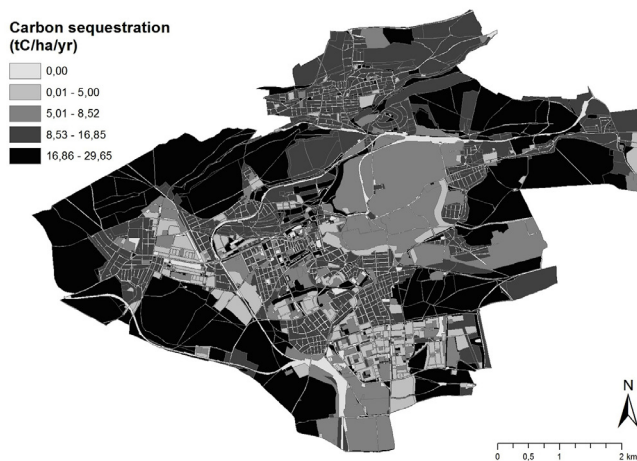 Carbon sequestration
(tC/ha/yr)
0,00
0,01 - 5,00
5,01 - 8,52
8,53 - 16,85
16,86 - 29,65
N
0 0,5 1 2 km